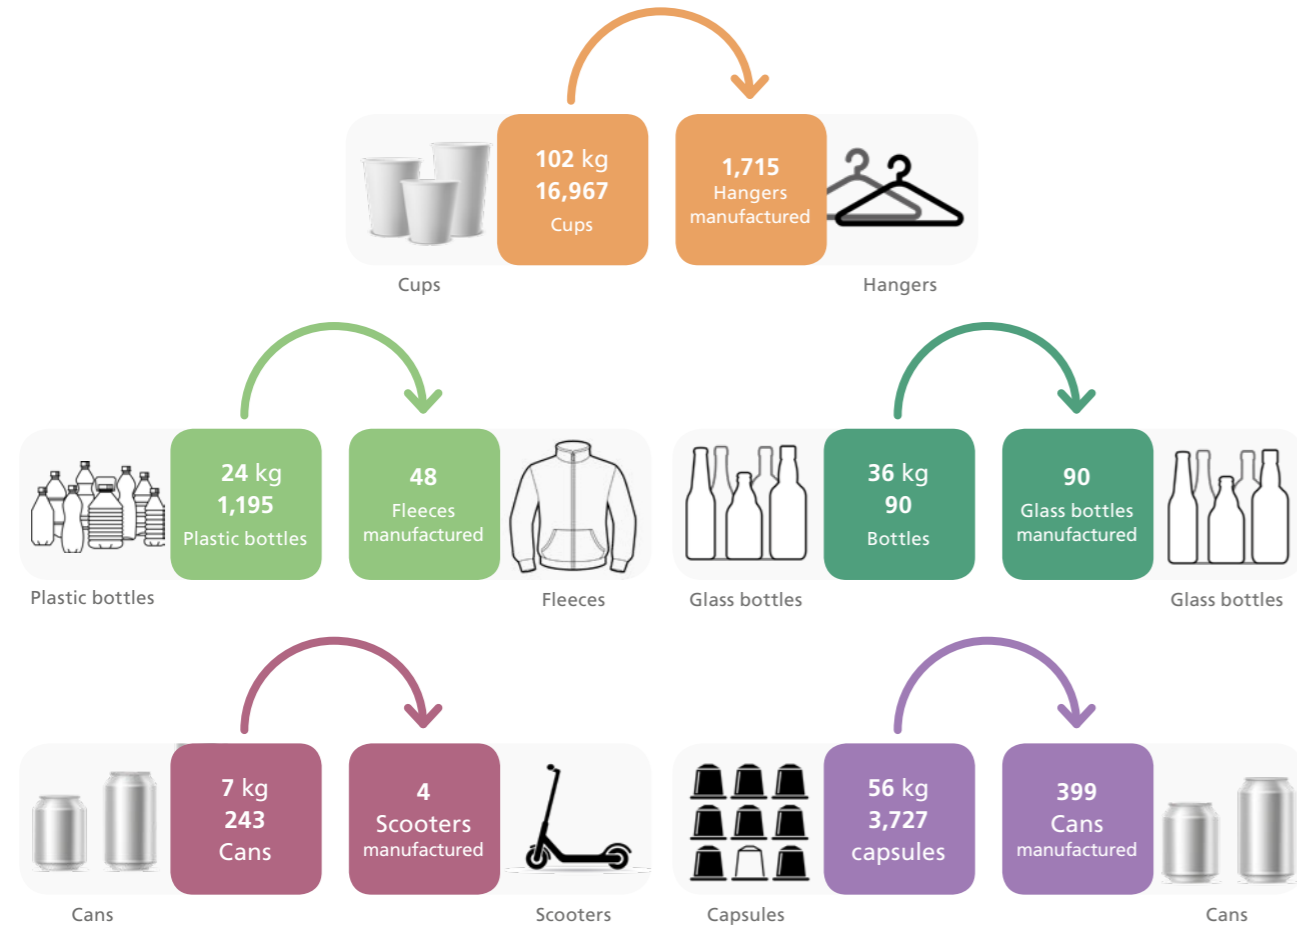 102 kg
16,967
Cups
1,715
Hangers
manufactured
Cups
Hangers
24 kg
1,195
Plastic bottles
48
Fleeces
manufactured
Plastic bottles
Fleeces
36 kg
90
Bottles
90
Glass bottles
manufactured
Glass bottles
Glass bottles
7 kg
243
Cans
4
Scooters
manufactured
Cans
Scooters
56 kg
3,727
capsules
399
Cans
manufactured
Capsules
Cans